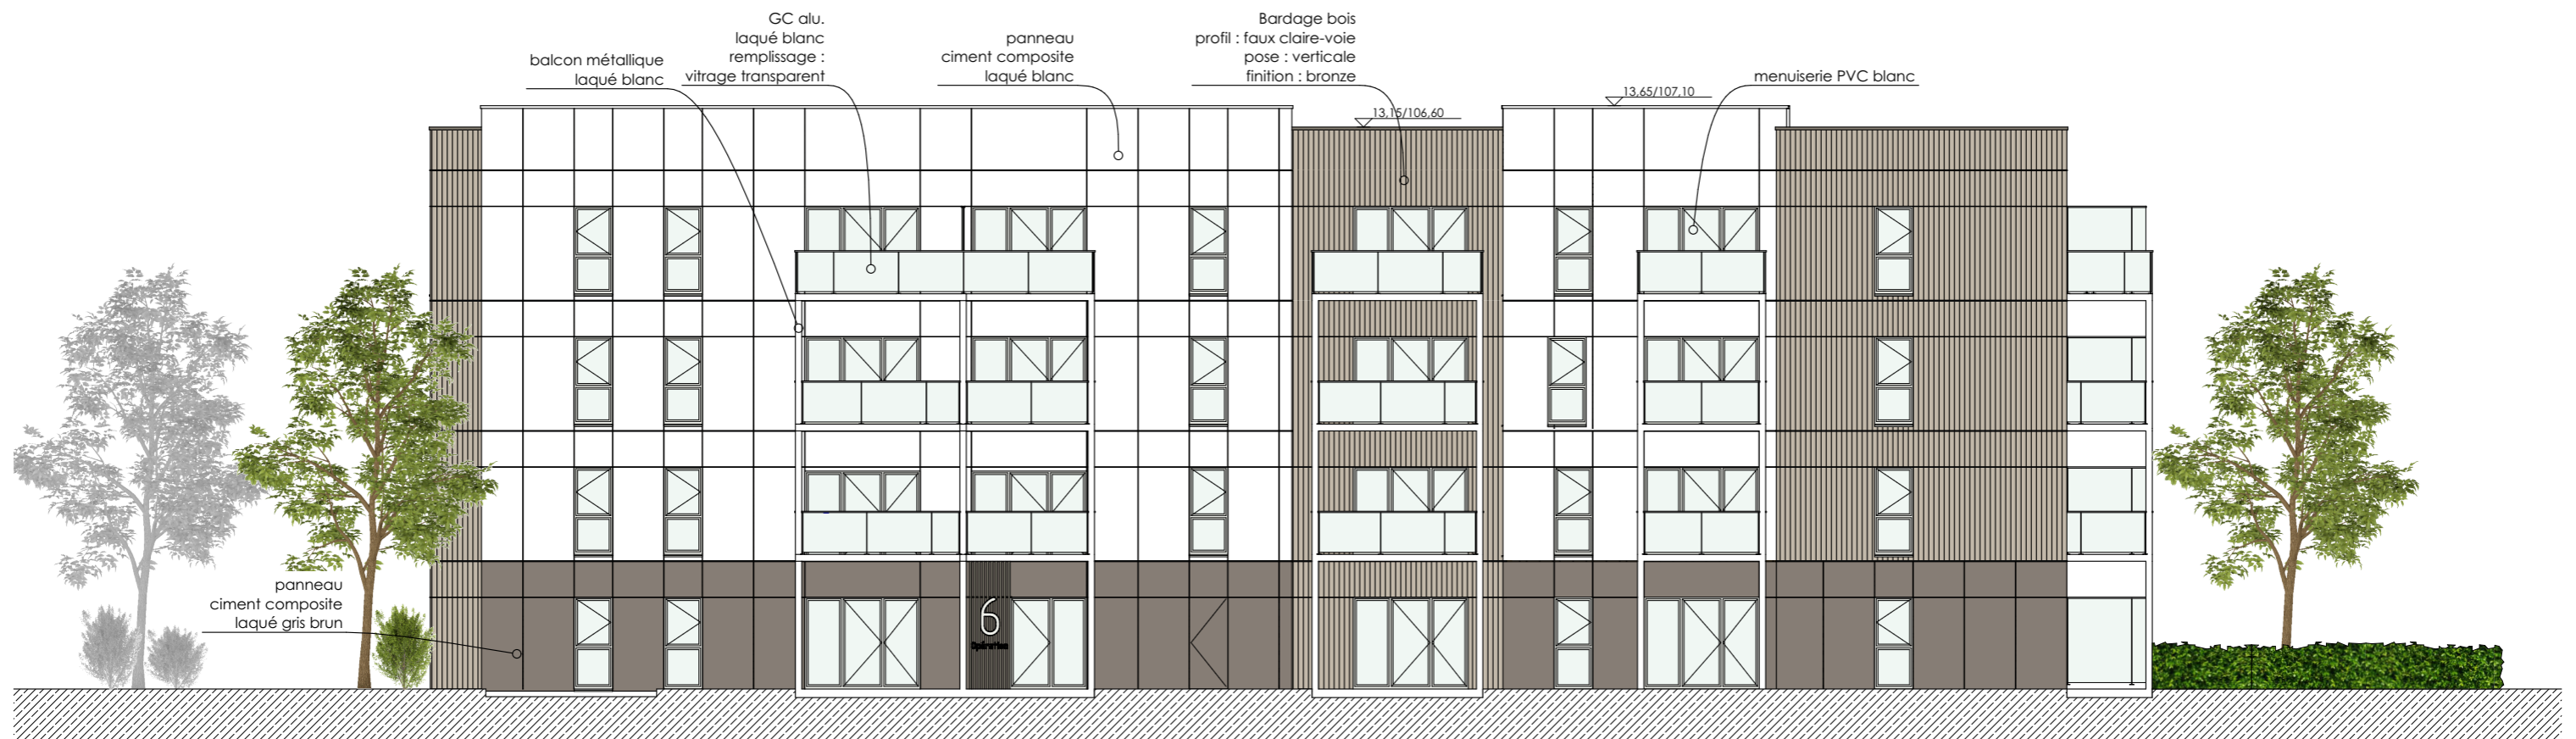 GC alu.
laqué blanc
remplissage :
vitrage transparent
balcon métallique
laqué blanc
panneau
ciment composite
laqué blanc
Bardage bois
profil : faux claire-voie
pose : verticale
finition : bronze
menuiserie PVC blanc
13,65/107,10
13,15/106,60
panneau
ciment composite
laqué gris brun
6
Opération